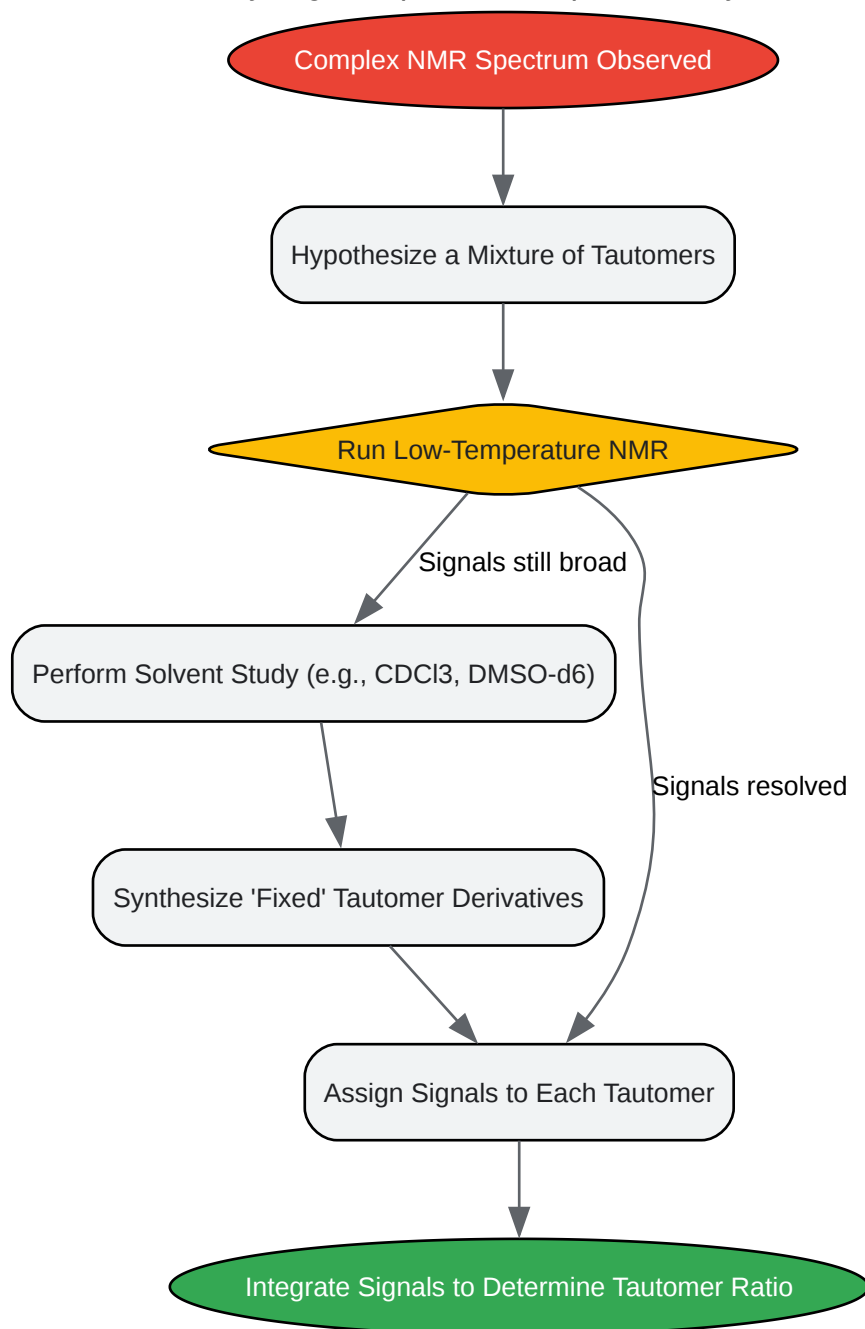 Complex NMR Spectrum Observed
Hypothesize a Mixture of Tautomers
Run Low-Temperature NMR
Signals still broad
Perform Solvent Study (e.g., CDCl3, DMSO-d6)
Signals resolved
Synthesize 'Fixed' Tautomer Derivatives
Assign Signals to Each Tautomer
Integrate Signals to Determine Tautomer Ratio